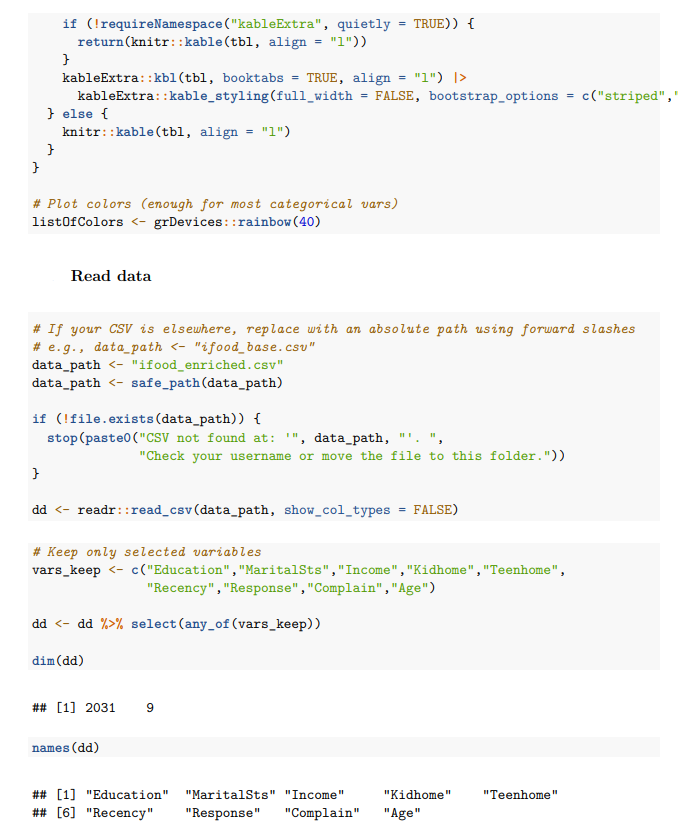 if (!requireNamespace("kableExtra", quietly = TRUE)) {
      return(knitr::kable(tbl, align = "l"))
    }
    kableExtra::kbl(tbl, booktabs = TRUE, align = "l") |>
      kableExtra::kable_styling(full_width = FALSE, bootstrap_options = c("striped","
  } else {
    knitr::kable(tbl, align = "l")
  }
}
# Plot colors (enough for most categorical vars)
listOfColors <- grDevices::rainbow(40)
Read data
# If your CSV is elsewhere, replace with an absolute path using forward slashes
# e.g., data_path <- "ifood_base.csv"
data_path <- "ifood_enriched.csv"
data_path <- safe_path(data_path)
if (!file.exists(data_path)) {
  stop(paste0("CSV not found at: '", data_path, "'. ",
              "Check your username or move the file to this folder."))
}
dd <- readr::read_csv(data_path, show_col_types = FALSE)
# Keep only selected variables
vars_keep <- c("Education","MaritalSts","Income","Kidhome","Teenhome",
               "Recency","Response","Complain","Age")
dd <- dd %>% select(any_of(vars_keep))
dim(dd)
## [1] 2031    9
names(dd)
## [1] "Education"  "MaritalSts" "Income"     "Kidhome"    "Teenhome"
## [6] "Recency"    "Response"   "Complain"   "Age"